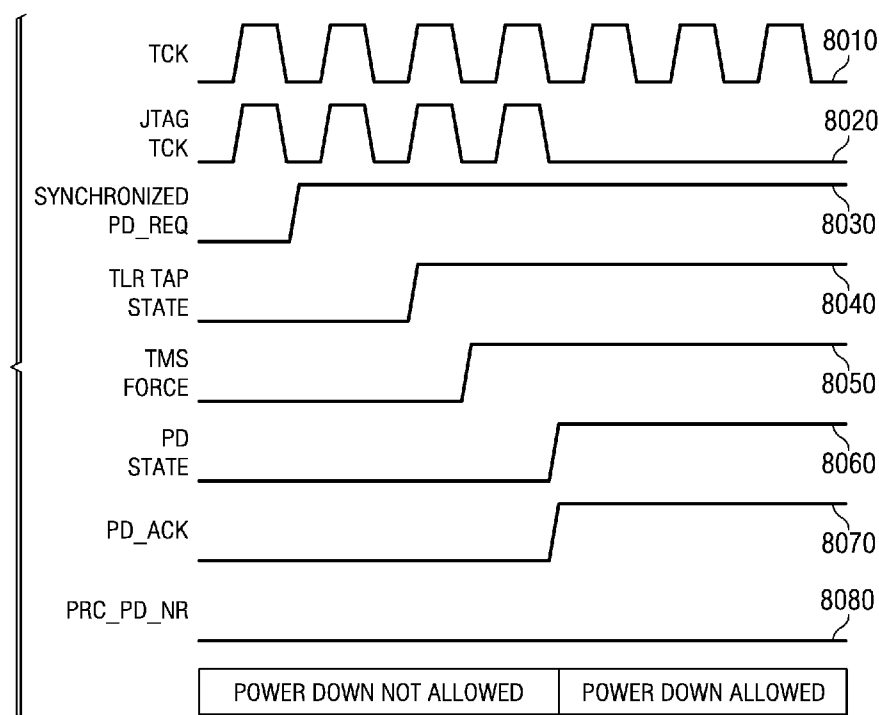 TCK
8010
JTAG
TCK
8020
SYNCHRONIZED
PD_REQ
8030
TLR TAP
STATE
8040
TMS
FORCE
8050
PD
STATE
8060
PD_ACK
8070
PRC_PD_NR
8080
POWER DOWN NOT ALLOWED
POWER DOWN ALLOWED